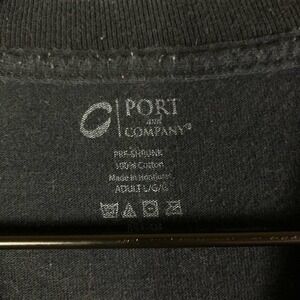 PORT
and
COMPANY®
PRE-SHRUNK
100% Cotton
Made in Honduras
ADULT L/G/G